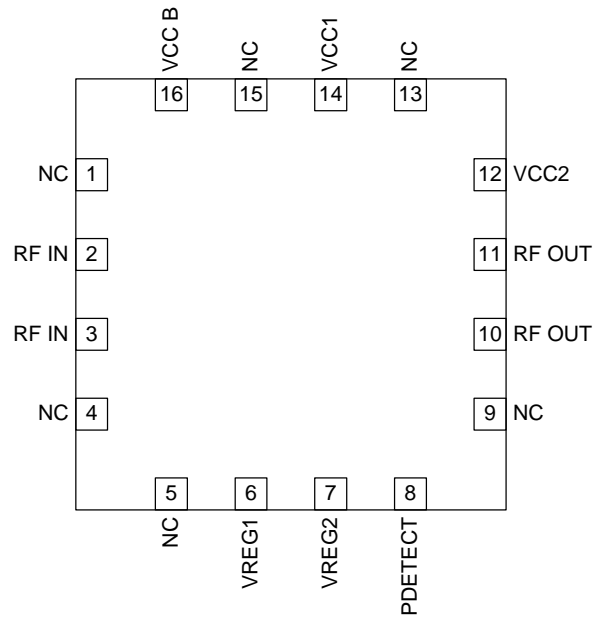 VCC B
NC
VCC1
NC
16 15 14 13
NC 1
12 VCC2
RF IN 2
11 RF OUT
RF IN 3
10 RF OUT
NC 4
9 NC
5 6 7 8
NC
VREG1
VREG2
PDETECT